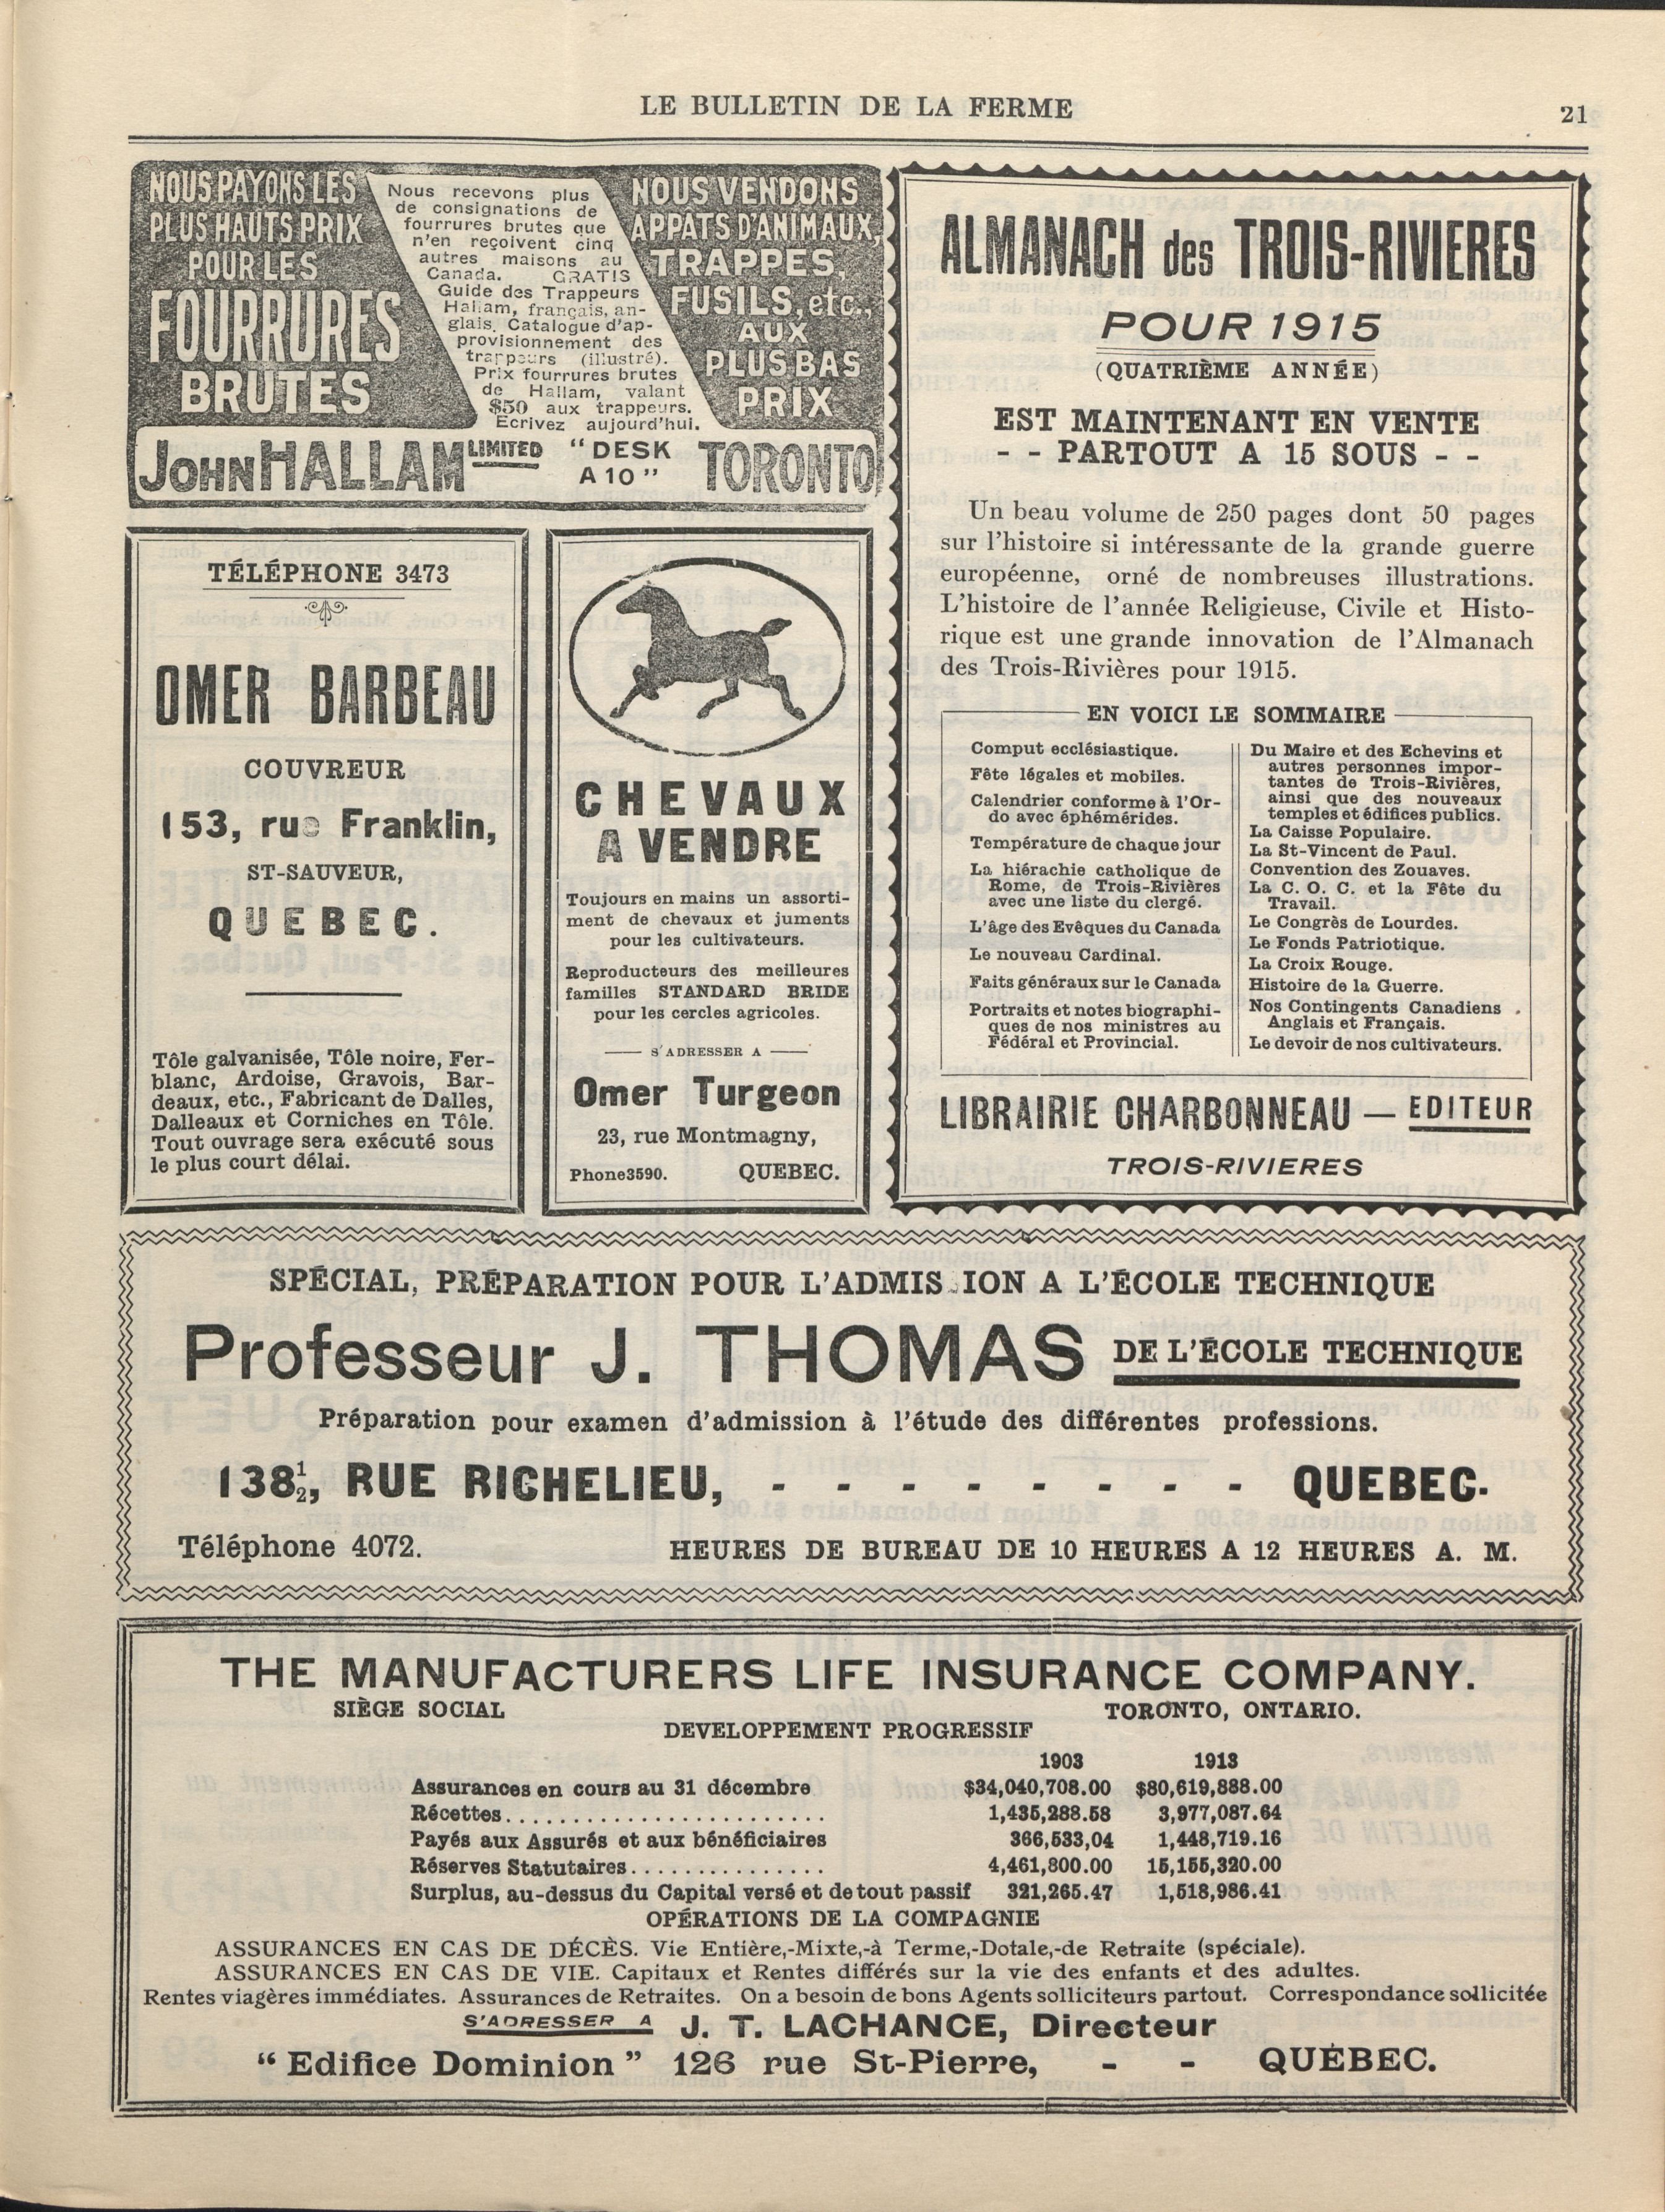 LE BULLETIN DE LA FERME
21
NOUS PAYONS LES
PLUS HAUTS PRIX
POUR LES
FOURRURES
BRUTES
Nous recevons plus
de consignations de
fourrures brutes que
n'en reçoivent cinq
autres maisons au
Canada. GRATIS
Guide des Trappeurs
Hallam, français, an-
glais. Catalogue d'ap-
provisionnement des
trappeurs (illustré).
Prix fourrures brutes
de Hallam, valant
$50 aux trappeurs.
Ecrivez aujourd'hui.
NOUS VENDONS
APPATS D'ANIMAUX,
TRAPPES,
FUSILS, etc.,
AUX
PLUS BAS
PRIX
JOHN HALLAM LIMITED "DESK A 10" TORONTO
TÉLÉPHONE 3473
OMER BARBEAU
COUVREUR
153, rue Franklin,
ST-SAUVEUR,
QUEBEC.
Tôle galvanisée, Tôle noire, Fer-
blanc, Ardoise, Gravois, Bar-
deaux, etc., Fabricant de Dalles,
Dalleaux et Corniches en Tôle.
Tout ouvrage sera exécuté sous
le plus court délai.
CHEVAUX
A VENDRE
Toujours en mains un assorti-
ment de chevaux et juments
pour les cultivateurs.
Reproducteurs des meilleures
familles STANDARD BRIDE
pour les cercles agricoles.
S'ADRESSER A
Omer Turgeon
23, rue Montmagny,
Phone 3590. QUEBEC.
ALMANACH des TROIS-RIVIERES
POUR 1915
(QUATRIÈME ANNÉE)
EST MAINTENANT EN VENTE
- - PARTOUT A 15 SOUS - -
Un beau volume de 250 pages dont 50 pages
sur l'histoire si intéressante de la grande guerre
européenne, orné de nombreuses illustrations.
L'histoire de l'année Religieuse, Civile et Histo-
rique est une grande innovation de l'Almanach
des Trois-Rivières pour 1915.
EN VOICI LE SOMMAIRE
Comput ecclésiastique.
Fête légales et mobiles.
Calendrier conforme à l'Or-
do avec éphémérides.
Température de chaque jour
La hiérachie catholique de
Rome, de Trois-Rivières
avec une liste du clergé.
L'âge des Evêques du Canada
Le nouveau Cardinal.
Faits généraux sur le Canada
Portraits et notes biographi-
ques de nos ministres au
Fédéral et Provincial.
Du Maire et des Echevins et
autres personnes impor-
tantes de Trois-Rivières,
ainsi que des nouveaux
temples et édifices publics.
La Caisse Populaire.
La St-Vincent de Paul.
Convention des Zouaves.
La C. O. C. et la Fête du
Travail.
Le Congrès de Lourdes.
Le Fonds Patriotique.
La Croix Rouge.
Histoire de la Guerre.
Nos Contingents Canadiens
Anglais et Français.
Le devoir de nos cultivateurs.
LIBRAIRIE CHARBONNEAU — EDITEUR
TROIS-RIVIERES
SPÉCIAL, PRÉPARATION POUR L'ADMIS ION A L'ÉCOLE TECHNIQUE
Professeur J. THOMAS DE L'ÉCOLE TECHNIQUE
Préparation pour examen d'admission à l'étude des différentes professions.
138½, RUE RICHELIEU, - - - - - - - - QUEBEC.
Téléphone 4072. HEURES DE BUREAU DE 10 HEURES A 12 HEURES A. M.
THE MANUFACTURERS LIFE INSURANCE COMPANY.
SIÈGE SOCIAL TORONTO, ONTARIO.
DEVELOPPEMENT PROGRESSIF
1903 1913
Assurances en cours au 31 décembre $34,040,708.00 $80,619,888.00
Récettes........................ 1,435,288.58 3,977,087.64
Payés aux Assurés et aux bénéficiaires 366,533,04 1,448,719.16
Réserves Statutaires............... 4,461,800.00 15,155,320.00
Surplus, au-dessus du Capital versé et de tout passif 321,265.47 1,518,986.41
OPÉRATIONS DE LA COMPAGNIE
ASSURANCES EN CAS DE DÉCÈS. Vie Entière,-Mixte,-à Terme,-Dotale,-de Retraite (spéciale).
ASSURANCES EN CAS DE VIE. Capitaux et Rentes différés sur la vie des enfants et des adultes.
Rentes viagères immédiates. Assurances de Retraites. On a besoin de bons Agents solliciteurs partout. Correspondance sollicitée
S'ADRESSER A J. T. LACHANCE, Directeur
"Edifice Dominion" 126 rue St-Pierre, - - QUÉBEC.